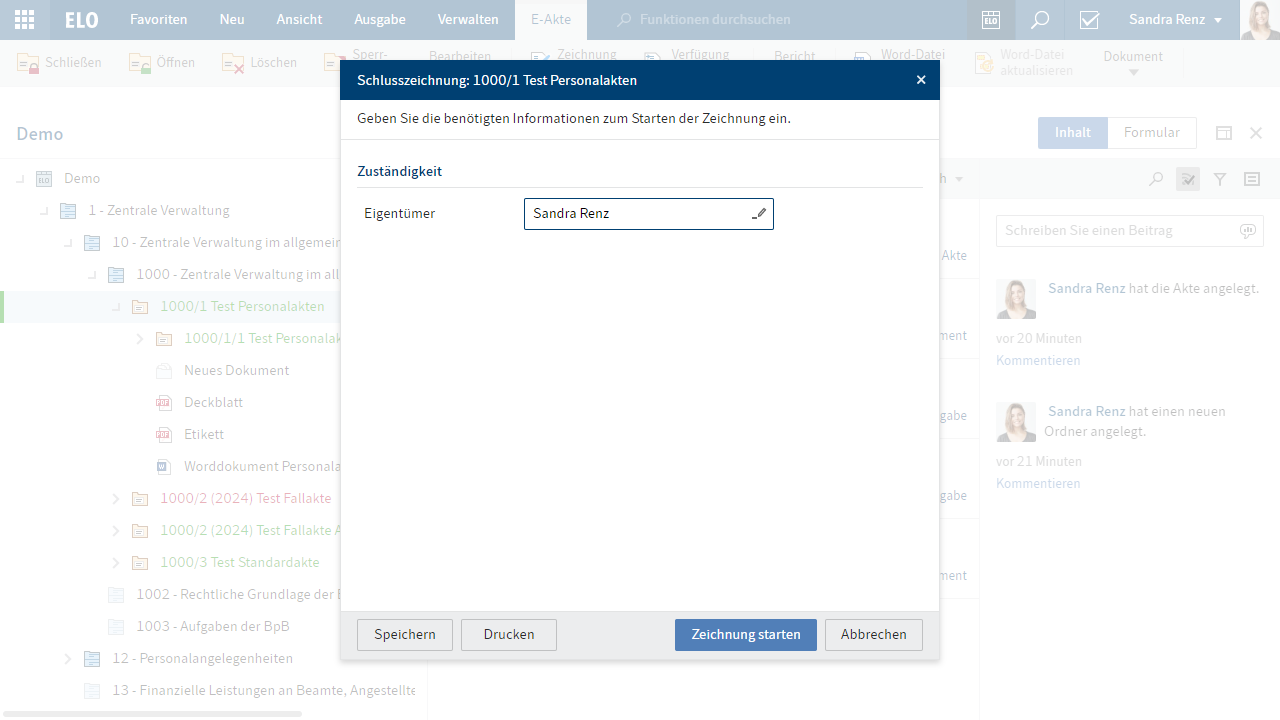 ELO
Favoriten
Neu
Ansicht
Ausgabe
Verwalten
E-Akte
Funktionen durchsuchen
ELO
Sandra Renz
Schließen
Öffnen
Löschen
Sperr-
Bearbeiten
Zeichnung
Verfügung
Bericht
Word-Datei
Word-Datei
aktualisieren
Dokument
Demo
Inhalt
Formular
Demo
1 - Zentrale Verwaltung
10 - Zentrale Verwaltung im allgemein
1000 - Zentrale Verwaltung im all
1000/1 Test Personalakten
1000/1/1 Test Personalak
Neues Dokument
Deckblatt
Etikett
Worddokument Personala
1000/2 (2024) Test Fallakte
1000/2 (2024) Test Fallakte A
1000/3 Test Standardakte
1002 - Rechtliche Grundlage der B
1003 - Aufgaben der BpB
12 - Personalangelegenheiten
13 - Finanzielle Leistungen an Beamte, Angestellte
Schlusszeichnung: 1000/1 Test Personalakten
Geben Sie die benötigten Informationen zum Starten der Zeichnung ein.
Zuständigkeit
Eigentümer
Sandra Renz
Speichern
Drucken
Zeichnung starten
Abbrechen
h
Akte
ment
gabe
gabe
ment
Schreiben Sie einen Beitrag
Sandra Renz hat die Akte angelegt.
vor 20 Minuten
Kommentieren
Sandra Renz hat einen neuen
Ordner angelegt.
vor 21 Minuten
Kommentieren